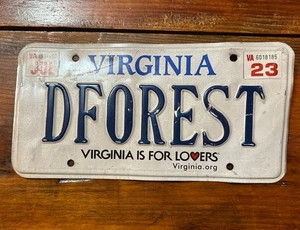 JUL
VIRGINIA
VA
23
DFOREST
VIRGINIA IS FOR LOVERS
Virginia.org